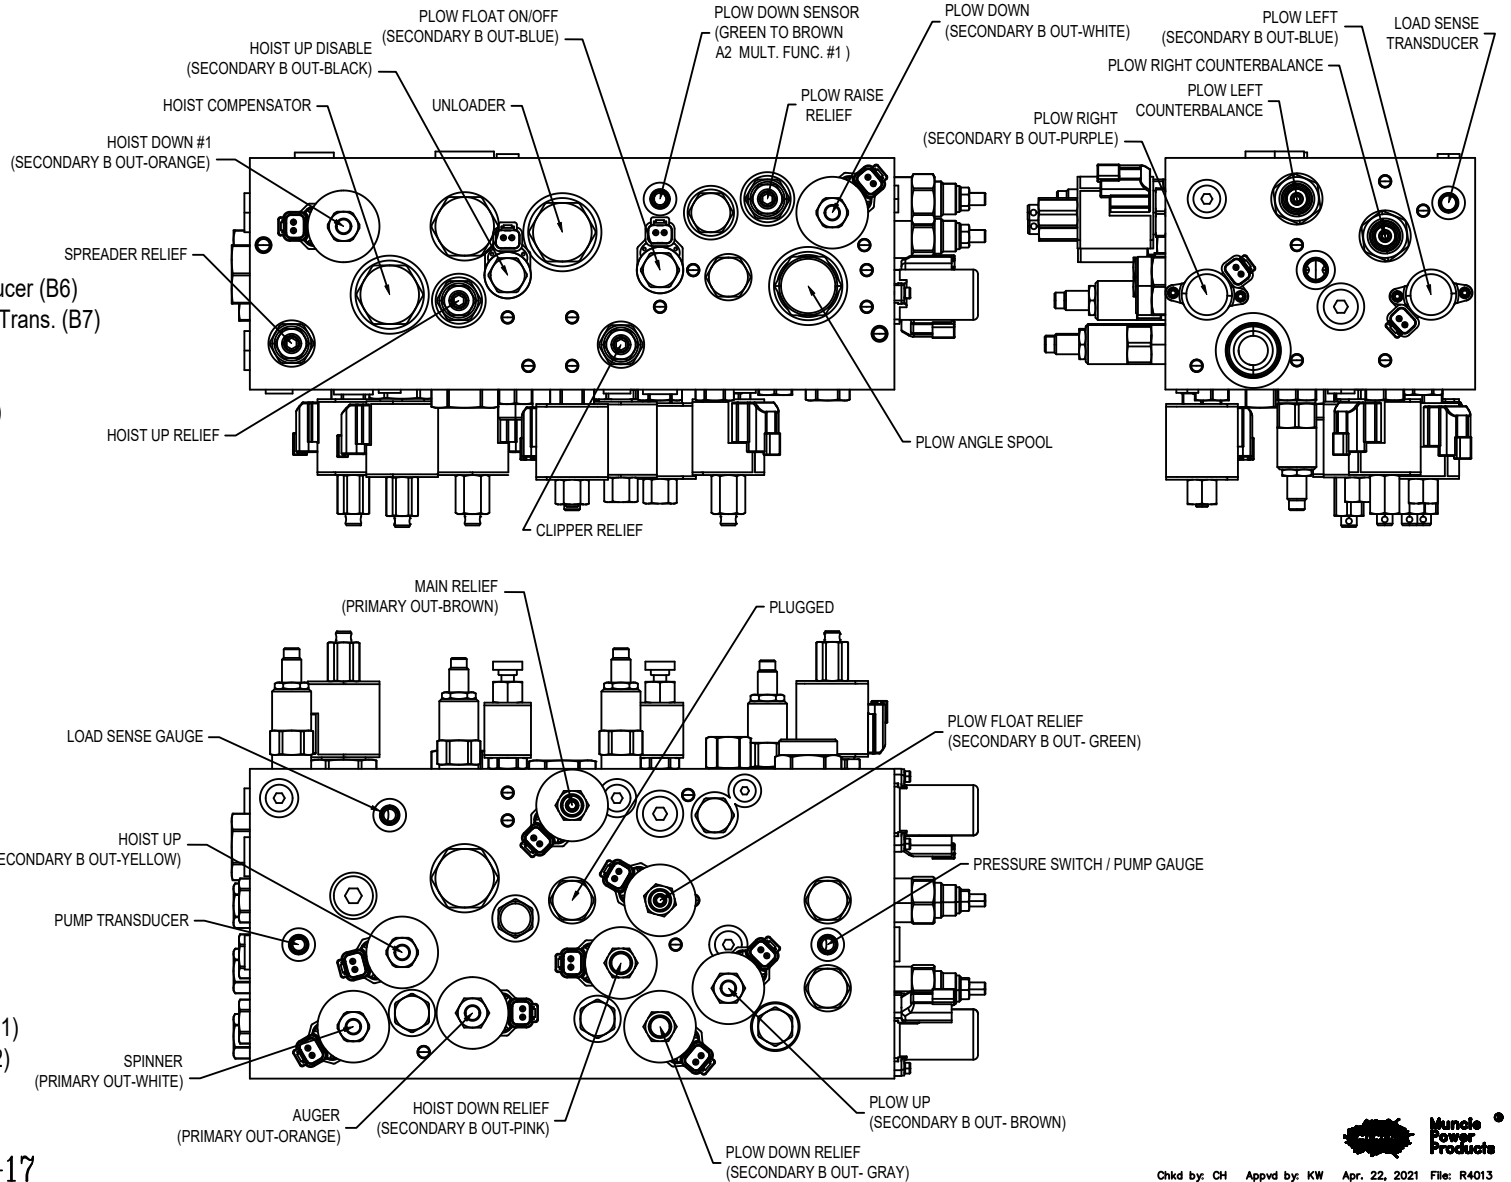 PLOW FLOAT ON/OFF
(SECONDARY B OUT-BLUE)
HOIST UP DISABLE
(SECONDARY B OUT-BLACK)
HOIST COMPENSATOR
UNLOADER
HOIST DOWN #1
(SECONDARY B OUT-ORANGE)
SPREADER RELIEF
HOIST UP RELIEF
PLOW DOWN SENSOR
(GREEN TO BROWN
A2 MULT. FUNC. #1 )
PLOW RAISE
RELIEF
PLOW DOWN
(SECONDARY B OUT-WHITE)
PLOW ANGLE SPOOL
CLIPPER RELIEF
PLOW LEFT
(SECONDARY B OUT-BLUE)
LOAD SENSE
TRANSDUCER
PLOW RIGHT COUNTERBALANCE
PLOW LEFT
COUNTERBALANCE
PLOW RIGHT
(SECONDARY B OUT-PURPLE)
ucer (B6)
Trans. (B7)
)
MAIN RELIEF
(PRIMARY OUT-BROWN)
PLUGGED
LOAD SENSE GAUGE
PLOW FLOAT RELIEF
(SECONDARY B OUT- GREEN)
HOIST UP
ECONDARY B OUT-YELLOW)
PRESSURE SWITCH / PUMP GAUGE
PUMP TRANSDUCER
1)
2)
SPINNER
(PRIMARY OUT-WHITE)
AUGER
(PRIMARY OUT-ORANGE)
HOIST DOWN RELIEF
(SECONDARY B OUT-PINK)
PLOW UP
(SECONDARY B OUT- BROWN)
PLOW DOWN RELIEF
(SECONDARY B OUT- GRAY)
-17
Muncie ®
Power
Products
Chkd by: CH Appvd by: KW Apr. 22, 2021 File: R4013